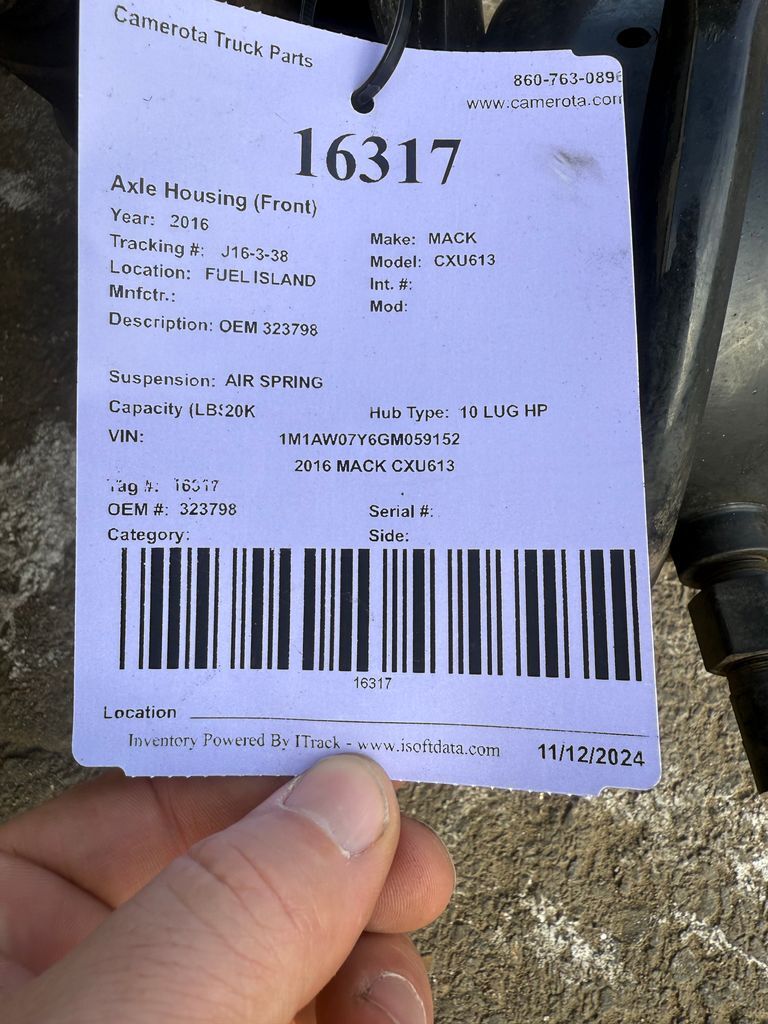 Camerota Truck Parts
860-763-089
www.camerota.com
16317
Axle Housing (Front)
Year: 2016
Make: MACK
Tracking #: J16-3-38
Model: CXU613
Location: FUELISLAND
Int. #:
Mnfctr.:
Mod:
Description: OEM 323798
Suspension: AIR SPRING
Capacity (LBS20K
Hub Type: 10 LUG HP
VIN: 1M1AW07Y6GM059152
2016 MACK CXU613
Tag #: 16317
OEM #: 323798
Serial #:
Category:
Side:
16317
Location
Inventory Powered By ITrack - www.isoftdata.com
11/12/2024